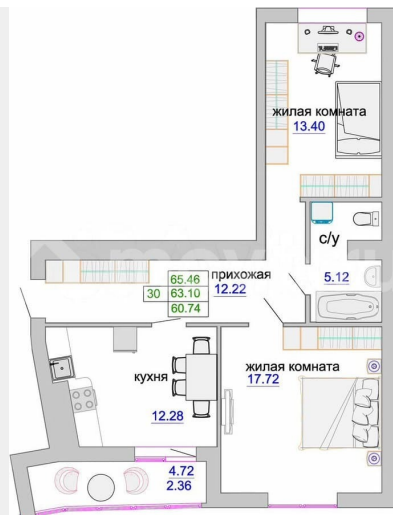 жилая комната
13.40
с/у
5.12
прихожая
12.22
65.46
30 63.10
60.74
кухня
12.28
жилая комната
17.72
4.72
2.36